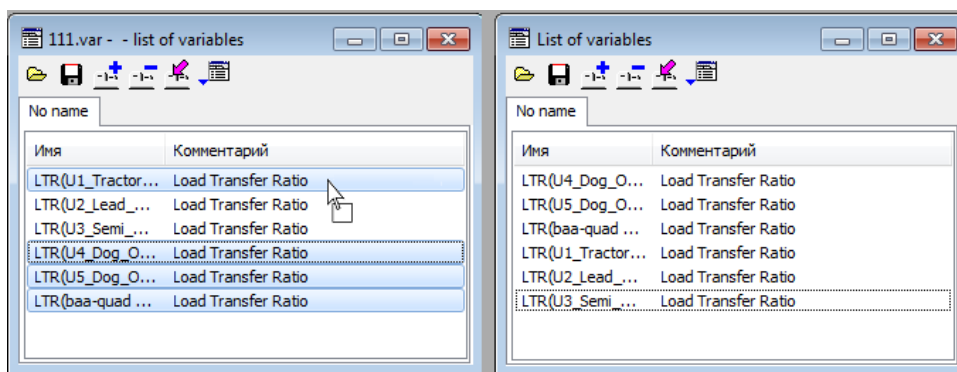 111.var - - list of variables
No name
Имя Комментарий
LTR(U1_Tractor... Load Transfer Ratio
LTR(U2_Lead_... Load Transfer Ratio
LTR(U3_Semi_... Load Transfer Ratio
LTR(U4_Dog_O... Load Transfer Ratio
LTR(U5_Dog_O... Load Transfer Ratio
LTR(baa-quad ... Load Transfer Ratio
List of variables
No name
Имя Комментарий
LTR(U4_Dog_O... Load Transfer Ratio
LTR(U5_Dog_O... Load Transfer Ratio
LTR(baa-quad ... Load Transfer Ratio
LTR(U1_Tractor... Load Transfer Ratio
LTR(U2_Lead_... Load Transfer Ratio
LTR(U3_Semi_... Load Transfer Ratio